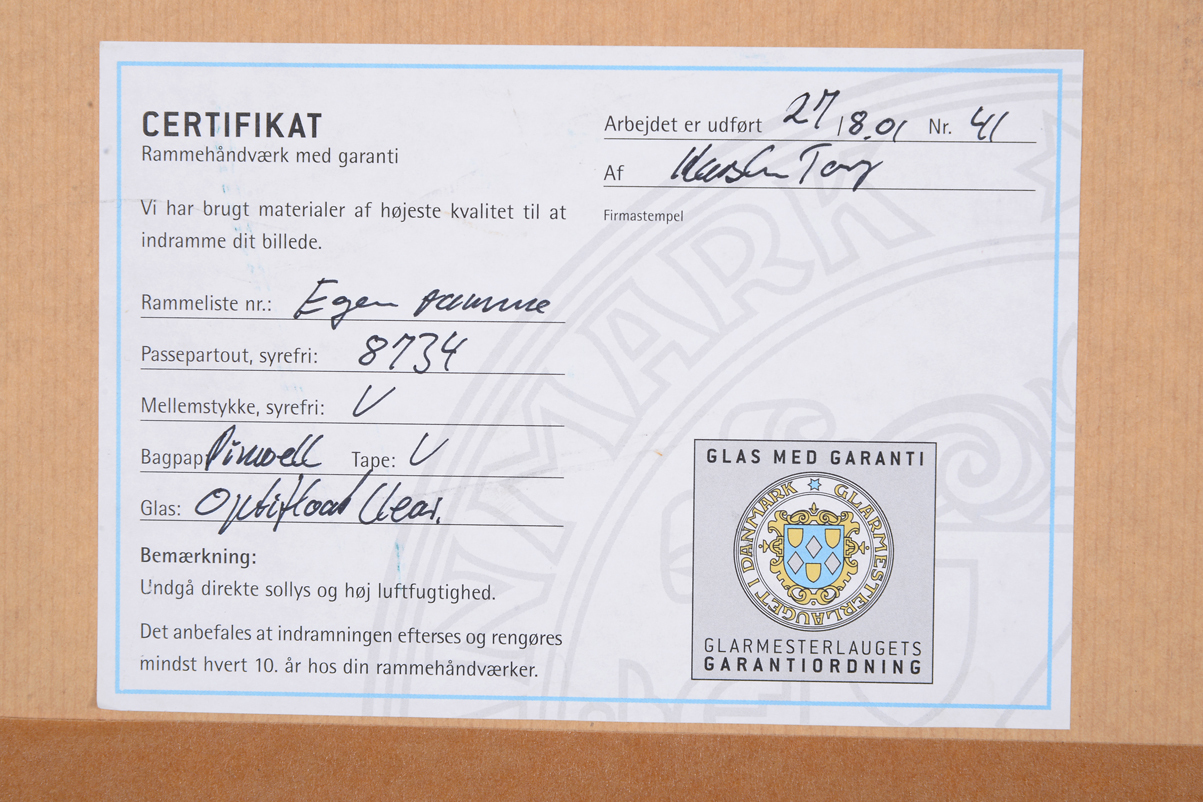 CERTIFIKAT
Rammehåndværk med garanti
Vi har brugt materialer af højeste kvalitet til at
indramme dit billede.
Rammeliste nr.: Egen ramme
Passepartout, syrefri: 8734
Mellemstykke, syrefri: V
Bagpap: Tape: V
Glas: Optifloat Clear.
Bemærkning:
Undgå direkte sollys og høj luftfugtighed.
Det anbefales at indramningen efterses og rengøres
mindst hvert 10. år hos din rammehåndværker.
Arbejdet er udført 27 / 8.01 Nr. 41
Af
Firmastempel
GLAS MED GARANTI
GLARMESTERLAUGET I DANMARK
GLARMESTERLAUGETS
GARANTIORDNING